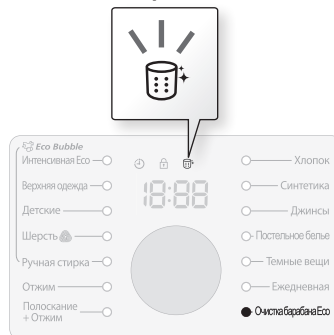 Eco Bubble
Интенсивная Eco
Верхняя одежда
Детские
Шерсть
Ручная стирка
Отжим
Полоскание
+ Отжим
18:88
Хлопок
Синтетика
Джинсы
Постельное белье
Темные вещи
Ежедневная
Очистка барабана Eco